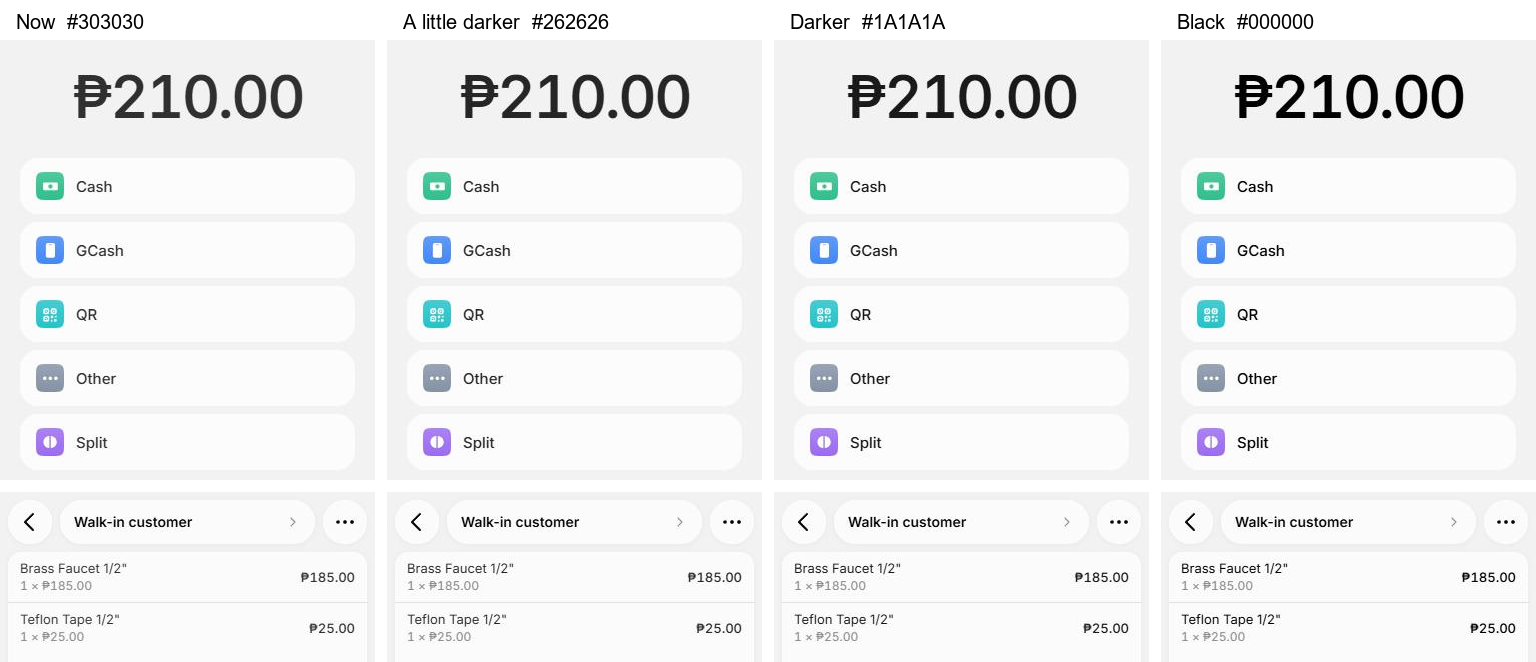 Now #303030
₱210.00
Cash
GCash
QR
Other
Split
Walk-in customer
Brass Faucet 1/2"
1 × ₱185.00
₱185.00
Teflon Tape 1/2"
1 × ₱25.00
₱25.00
A little darker #262626
₱210.00
Cash
GCash
QR
Other
Split
Walk-in customer
Brass Faucet 1/2"
1 × ₱185.00
₱185.00
Teflon Tape 1/2"
1 × ₱25.00
₱25.00
Darker #1A1A1A
₱210.00
Cash
GCash
QR
Other
Split
Walk-in customer
Brass Faucet 1/2"
1 × ₱185.00
₱185.00
Teflon Tape 1/2"
1 × ₱25.00
₱25.00
Black #000000
₱210.00
Cash
GCash
QR
Other
Split
Walk-in customer
Brass Faucet 1/2"
1 × ₱185.00
₱185.00
Teflon Tape 1/2"
1 × ₱25.00
₱25.00